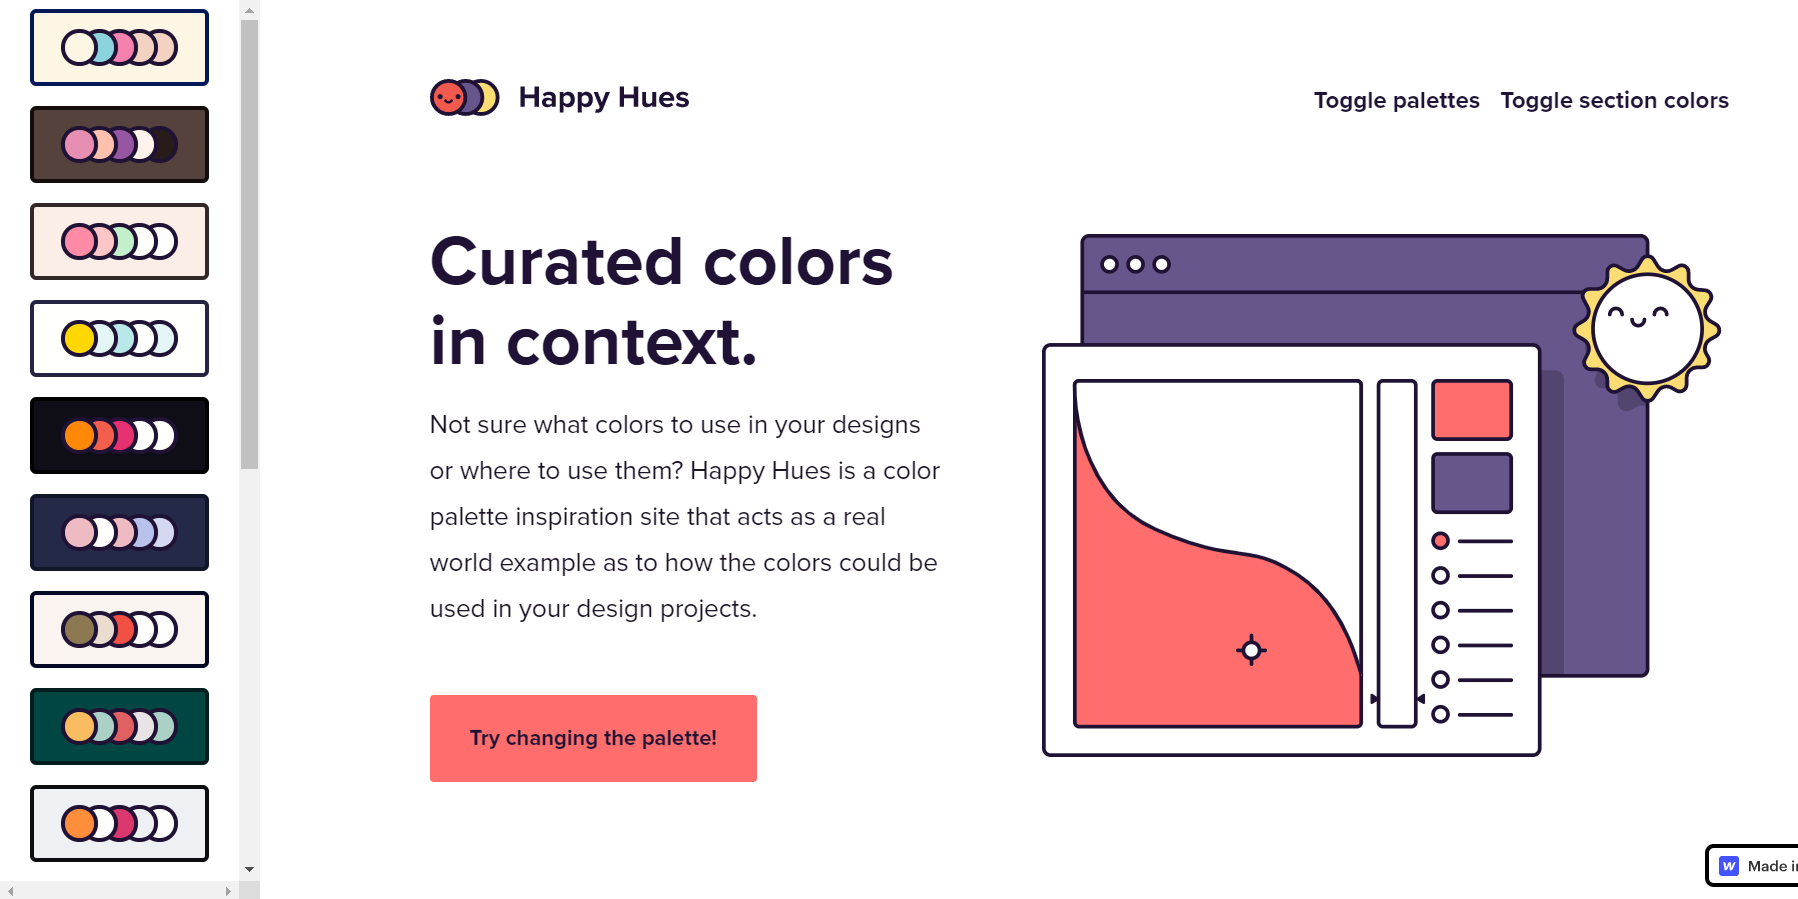 Happy Hues
Toggle palettes
Toggle section colors
Curated colors
in context.
Not sure what colors to use in your designs
or where to use them? Happy Hues is a color
palette inspiration site that acts as a real
world example as to how the colors could be
used in your design projects.
Try changing the palette!
Made